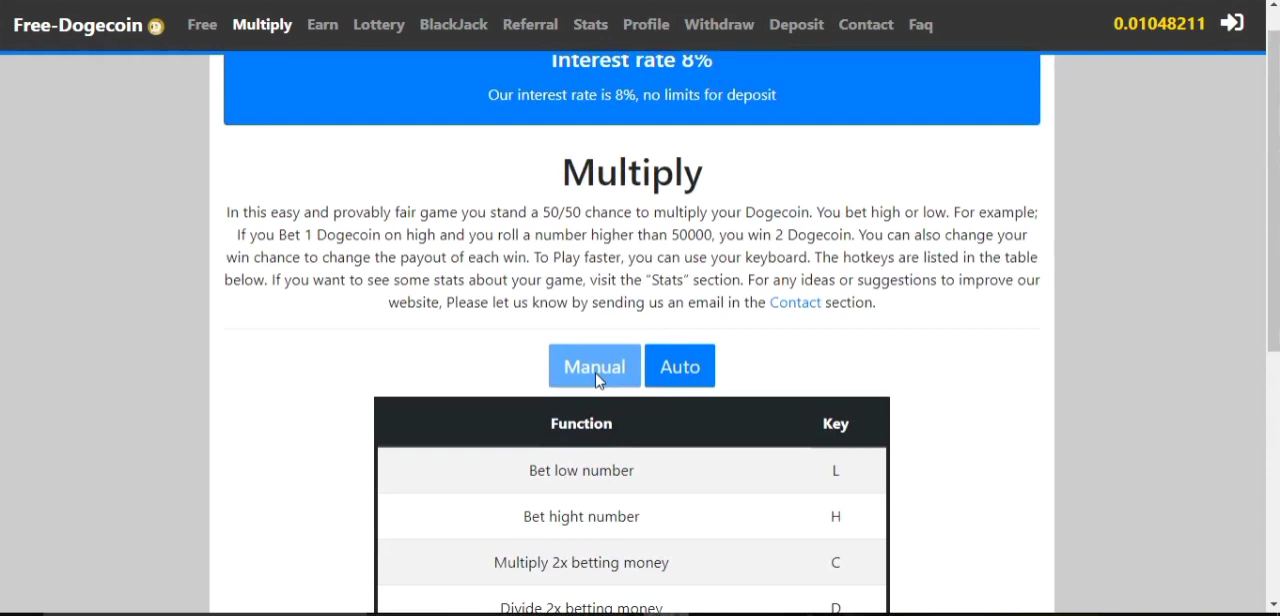 Free-Dogecoin Free Multiply Earn Lottery BlackJack Referral Stats Profile Withdraw Deposit Contact Faq 0.01048211
Interest rate 8%
Our interest rate is 8%, no limits for deposit
Multiply
In this easy and provably fair game you stand a 50/50 chance to multiply your Dogecoin. You bet high or low. For example;
If you Bet 1 Dogecoin on high and you roll a number higher than 50000, you win 2 Dogecoin. You can also change your
win chance to change the payout of each win. To Play faster, you can use your keyboard. The hotkeys are listed in the table
below. If you want to see some stats about your game, visit the “Stats” section. For any ideas or suggestions to improve our
website, Please let us know by sending us an email in the Contact section.
Manual Auto
Function Key
Bet low number L
Bet hight number H
Multiply 2x betting money C
Divide 2x betting money D